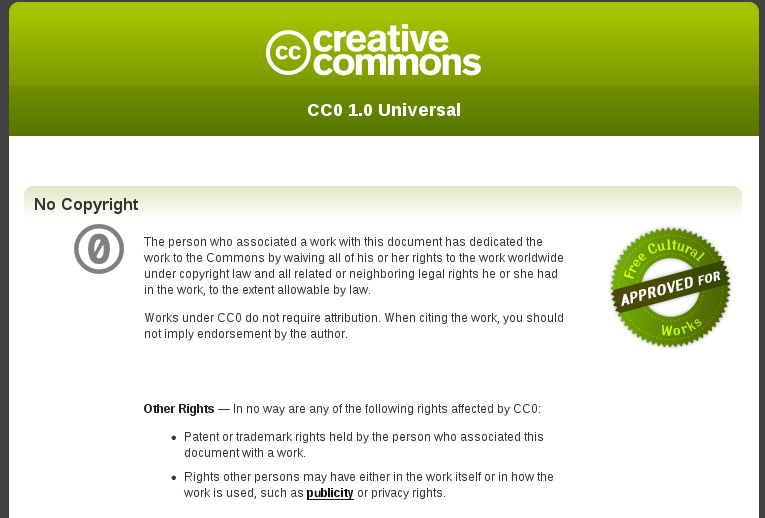 cc creative
commons
CC0 1.0 Universal
No Copyright
0
The person who associated a work with this document has dedicated the
work to the Commons by waiving all of his or her rights to the work worldwide
under copyright law and all related or neighboring legal rights he or she had
in the work, to the extent allowable by law.
Works under CC0 do not require attribution. When citing the work, you should
not imply endorsement by the author.
Free Cultural
APPROVED FOR
Works
Other Rights — In no way are any of the following rights affected by CC0:
• Patent or trademark rights held by the person who associated this
document with a work.
• Rights other persons may have either in the work itself or in how the
work is used, such as publicity or privacy rights.